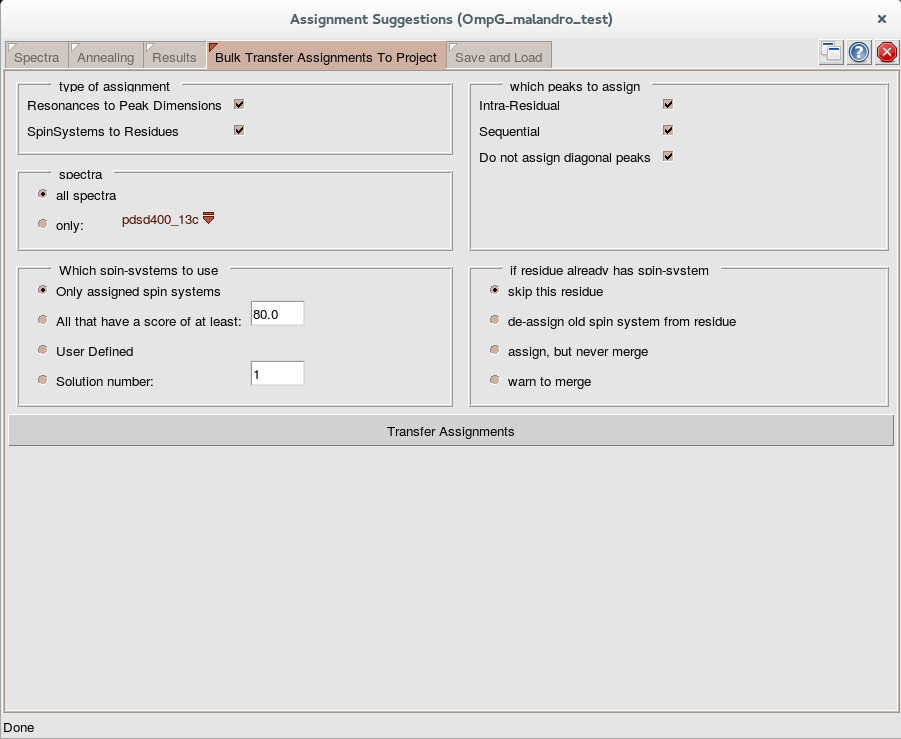 Assignment Suggestions (OmpG_malandro_test)
Spectra Annealing Results Bulk Transfer Assignments To Project Save and Load
type of assignment
Resonances to Peak Dimensions
SpinSystems to Residues
which peaks to assign
Intra-Residual
Sequential
Do not assign diagonal peaks
spectra
all spectra
only: pdsd400_13c
Which spin-systems to use
Only assigned spin systems
All that have a score of at least: 80.0
User Defined
Solution number: 1
if residue already has spin-system
skip this residue
de-assign old spin system from residue
assign, but never merge
warn to merge
Transfer Assignments
Done